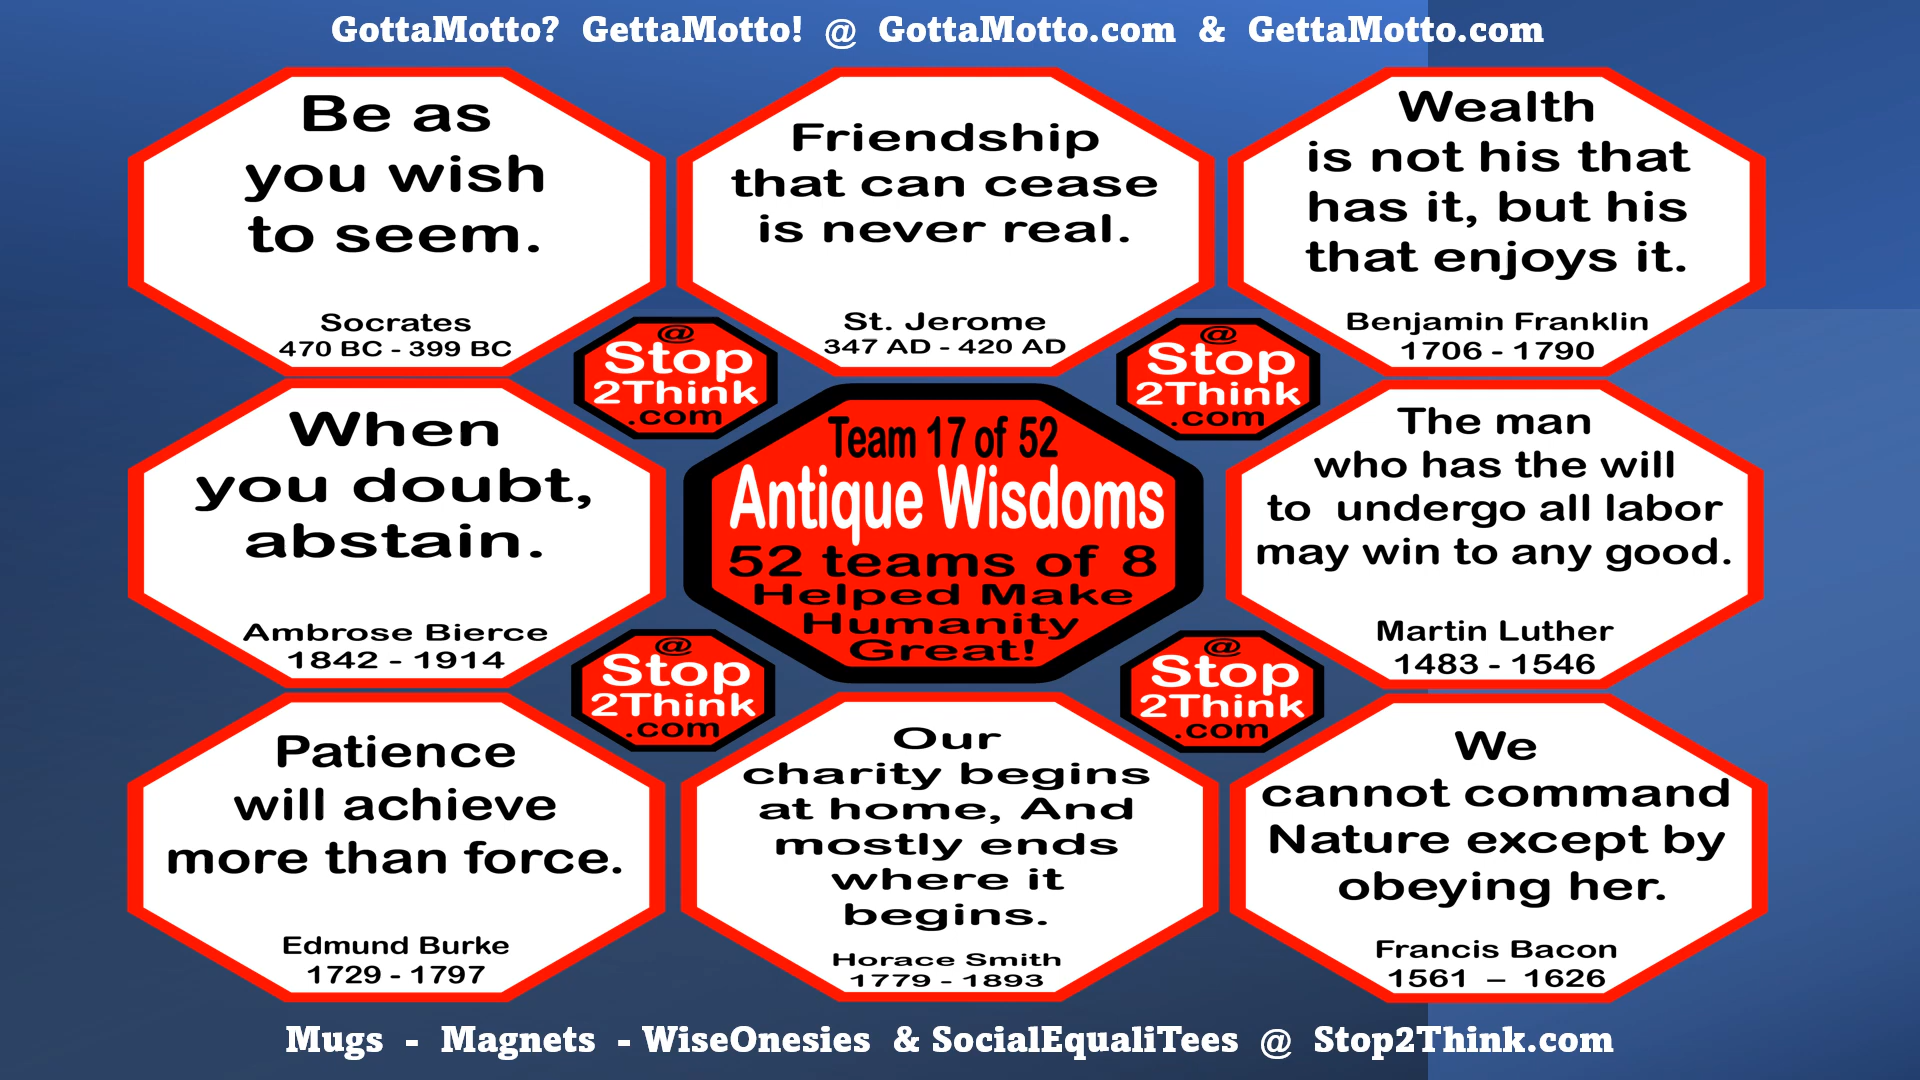 GottaMotto?  GettaMotto!  @  GottaMotto.com  &  GettaMotto.com
Be as
you wish
to seem.
Socrates
470 BC - 399 BC
Friendship
that can cease
is never real.
St. Jerome
347 AD - 420 AD
Wealth
is not his that
has it, but his
that enjoys it.
Benjamin Franklin
1706 - 1790
@
Stop
2Think
.com
@
Stop
2Think
.com
When
you doubt,
abstain.
Ambrose Bierce
1842 - 1914
Team 17 of 52
Antique Wisdoms
52 teams of 8
Helped Make
Humanity
Great!
The man
who has the will
to  undergo all labor
may win to any good.
Martin Luther
1483 - 1546
@
Stop
2Think
.com
@
Stop
2Think
.com
Patience
will achieve
more than force.
Edmund Burke
1729 - 1797
Our
charity begins
at home, And
mostly ends
where it
begins.
Horace Smith
1779 - 1893
We
cannot command
Nature except by
obeying her.
Francis Bacon
1561  –  1626
Mugs  -  Magnets  - WiseOnesies  & SocialEqualiTees  @  Stop2Think.com